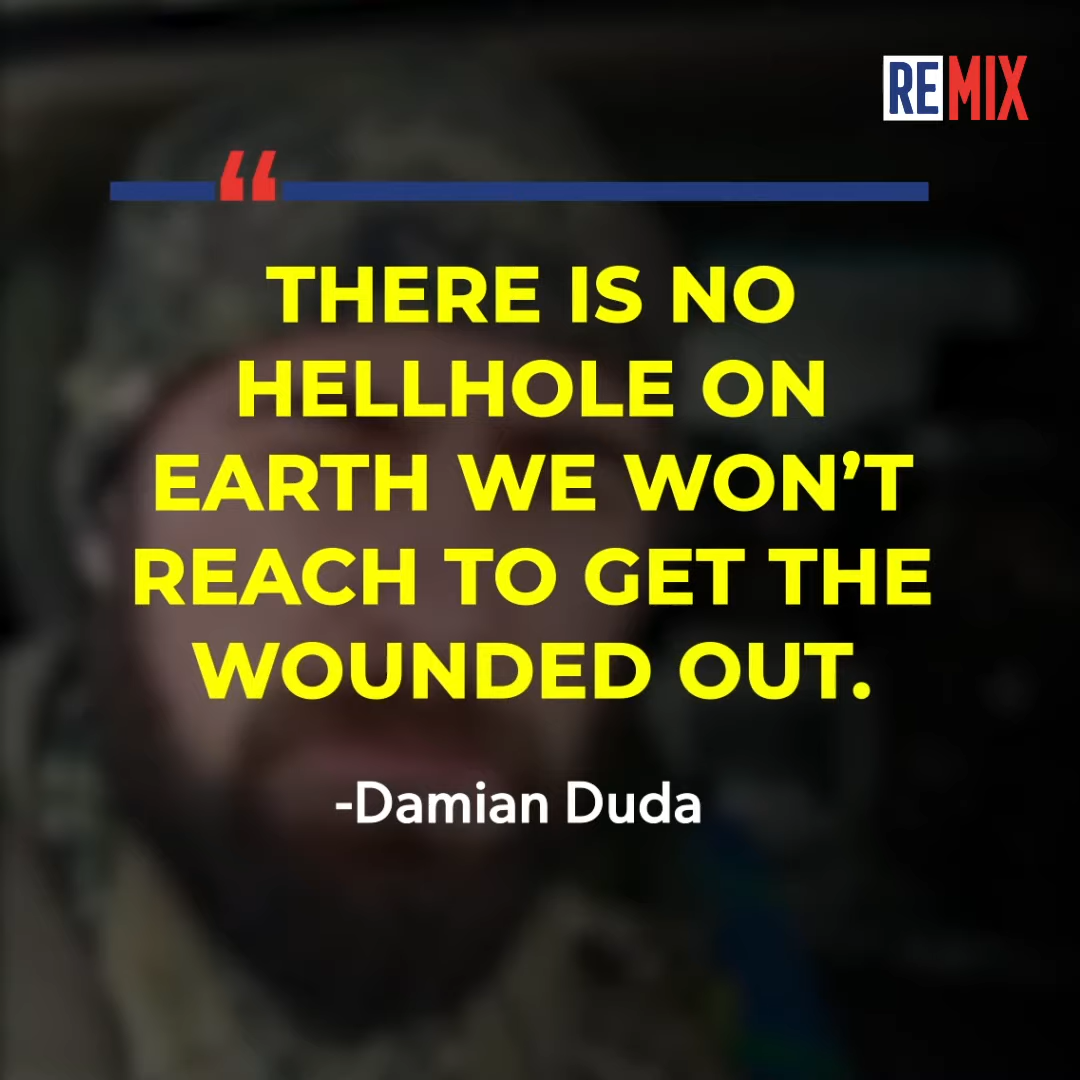 REMIX
“
THERE IS NO
HELLHOLE ON
EARTH WE WON’T
REACH TO GET THE
WOUNDED OUT.
-Damian Duda